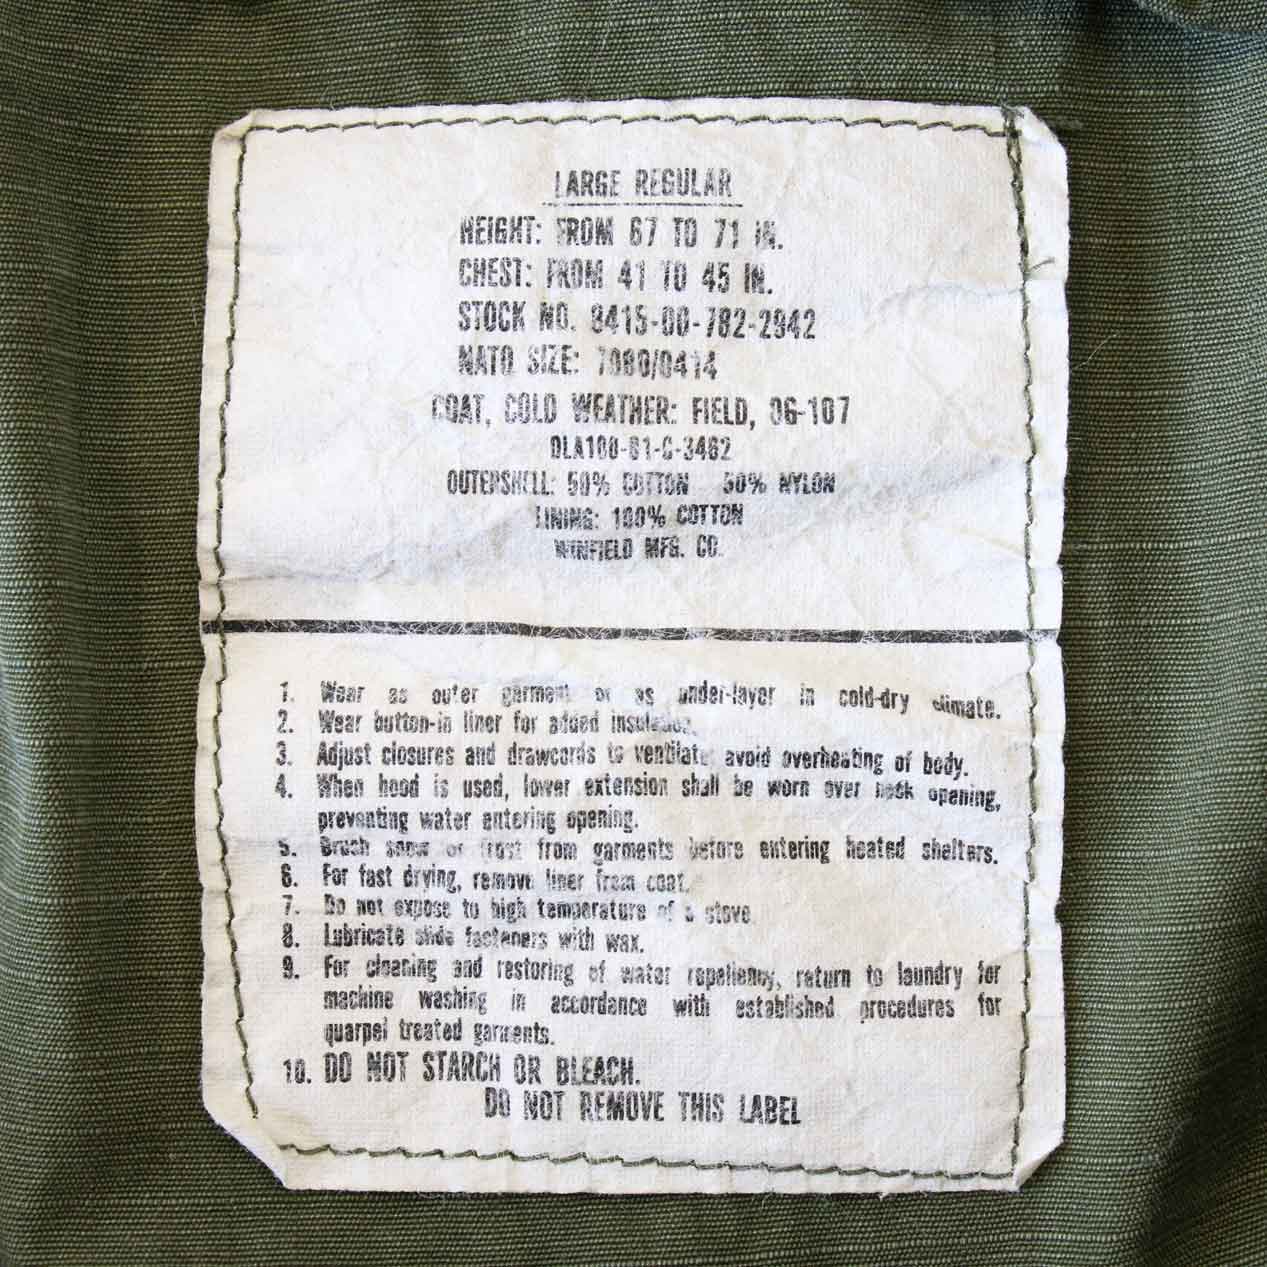 LARGE REGULAR
HEIGHT: FROM 67 TO 71 IN.
CHEST: FROM 41 TO 45 IN.
STOCK NO. 8415-00-782-2942
NATO SIZE: 7080/0414
COAT, COLD WEATHER: FIELD, OG-107
DLA100-81-C-3462
OUTERSHELL: 50% COTTON 50% NYLON
LINING: 100% COTTON
WINFIELD MFG. CO.
1. Wear as outer garment or as under-layer in cold-dry climate.
2. Wear button-in liner for added insulation.
3. Adjust closures and drawcords to ventilate avoid overheating of body.
4. When hood is used, lower extension shall be worn over neck opening,
preventing water entering opening.
5. Brush snow or frost from garments before entering heated shelters.
6. For fast drying, remove liner from coat.
7. Do not expose to high temperature of a stove
8. Lubricate slide fasteners with wax.
9. For cleaning and restoring of water repellency, return to laundry for
machine washing in accordance with established procedures for
quarpel treated garments.
10. DO NOT STARCH OR BLEACH.
DO NOT REMOVE THIS LABEL